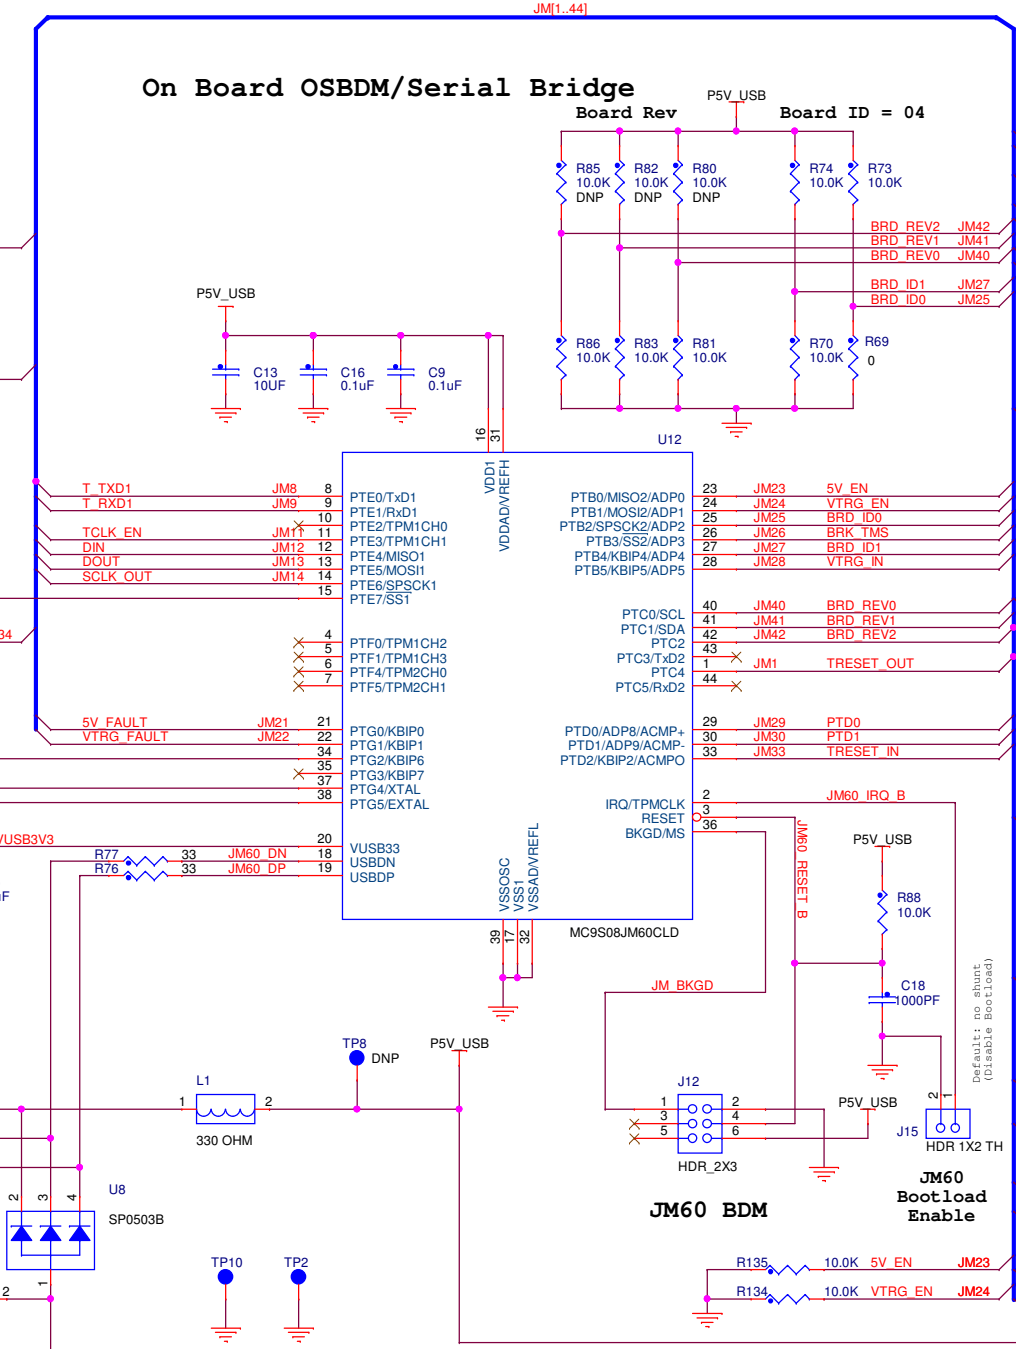 JM[1..44]
On Board OSBDM/Serial Bridge
P5V_USB
Board Rev
Board ID = 04
R85
10.0K
DNP
R82
10.0K
DNP
R80
10.0K
DNP
R74
10.0K
R73
10.0K
BRD_REV2 JM42
BRD_REV1 JM41
BRD_REV0 JM40
BRD_ID1 JM27
BRD_ID0 JM25
P5V_USB
C13
10UF
C16
0.1uF
C9
0.1uF
R86
10.0K
R83
10.0K
R81
10.0K
R70
10.0K
R69
0
U12
16
31
VDD1
VDDAD/VREFH
T_TXD1 JM8 8 PTE0/TxD1
T_RXD1 JM9 9 PTE1/RxD1
10 PTE2/TPM1CH0
TCLK_EN JM11 11 PTE3/TPM1CH1
DIN JM12 12 PTE4/MISO1
DOUT JM13 13 PTE5/MOSI1
SCLK_OUT JM14 14 PTE6/SPSCK1
15 PTE7/SS1
34
4 PTF0/TPM1CH2
5 PTF1/TPM1CH3
6 PTF4/TPM2CH0
7 PTF5/TPM2CH1
5V_FAULT JM21 21 PTG0/KBIP0
VTRG_FAULT JM22 22 PTG1/KBIP1
34 PTG2/KBIP6
35 PTG3/KBIP7
37 PTG4/XTAL
38 PTG5/EXTAL
VUSB3V3 20 VUSB33
R77 33 JM60_DN 18 USBDN
R76 33 JM60_DP 19 USBDP
PTB0/MISO2/ADP0 23 JM23 5V_EN
PTB1/MOSI2/ADP1 24 JM24 VTRG_EN
PTB2/SPSCK2/ADP2 25 JM25 BRD_ID0
PTB3/SS2/ADP3 26 JM26 BRK_TMS
PTB4/KBIP4/ADP4 27 JM27 BRD_ID1
PTB5/KBIP5/ADP5 28 JM28 VTRG_IN
PTC0/SCL 40 JM40 BRD_REV0
PTC1/SDA 41 JM41 BRD_REV1
PTC2 42 JM42 BRD_REV2
PTC3/TxD2 43
PTC4 1 JM1 TRESET_OUT
PTC5/RxD2 44
PTD0/ADP8/ACMP+ 29 JM29 PTD0
PTD1/ADP9/ACMP- 30 JM30 PTD1
PTD2/KBIP2/ACMPO 33 JM33 TRESET_IN
IRQ/TPMCLK 2 JM60_IRQ_B
RESET 3
BKGD/MS 36
JM60_RESET_B
VSSOSC
VSS1
VSSAD/VREFL
39
17
32
MC9S08JM60CLD
F
P5V_USB
R88
10.0K
C18
1000PF
Default: no shunt
(Disable Bootload)
JM_BKGD
TP8
DNP
P5V_USB
L1
1 2
330 OHM
J12
1 2
3 4
5 6
HDR_2X3
JM60 BDM
P5V_USB
2
1
J15
HDR 1X2 TH
JM60
Bootload
Enable
U8
SP0503B
2
3
4
1
2
TP10
TP2
R135 10.0K 5V_EN JM23
R134 10.0K VTRG_EN JM24